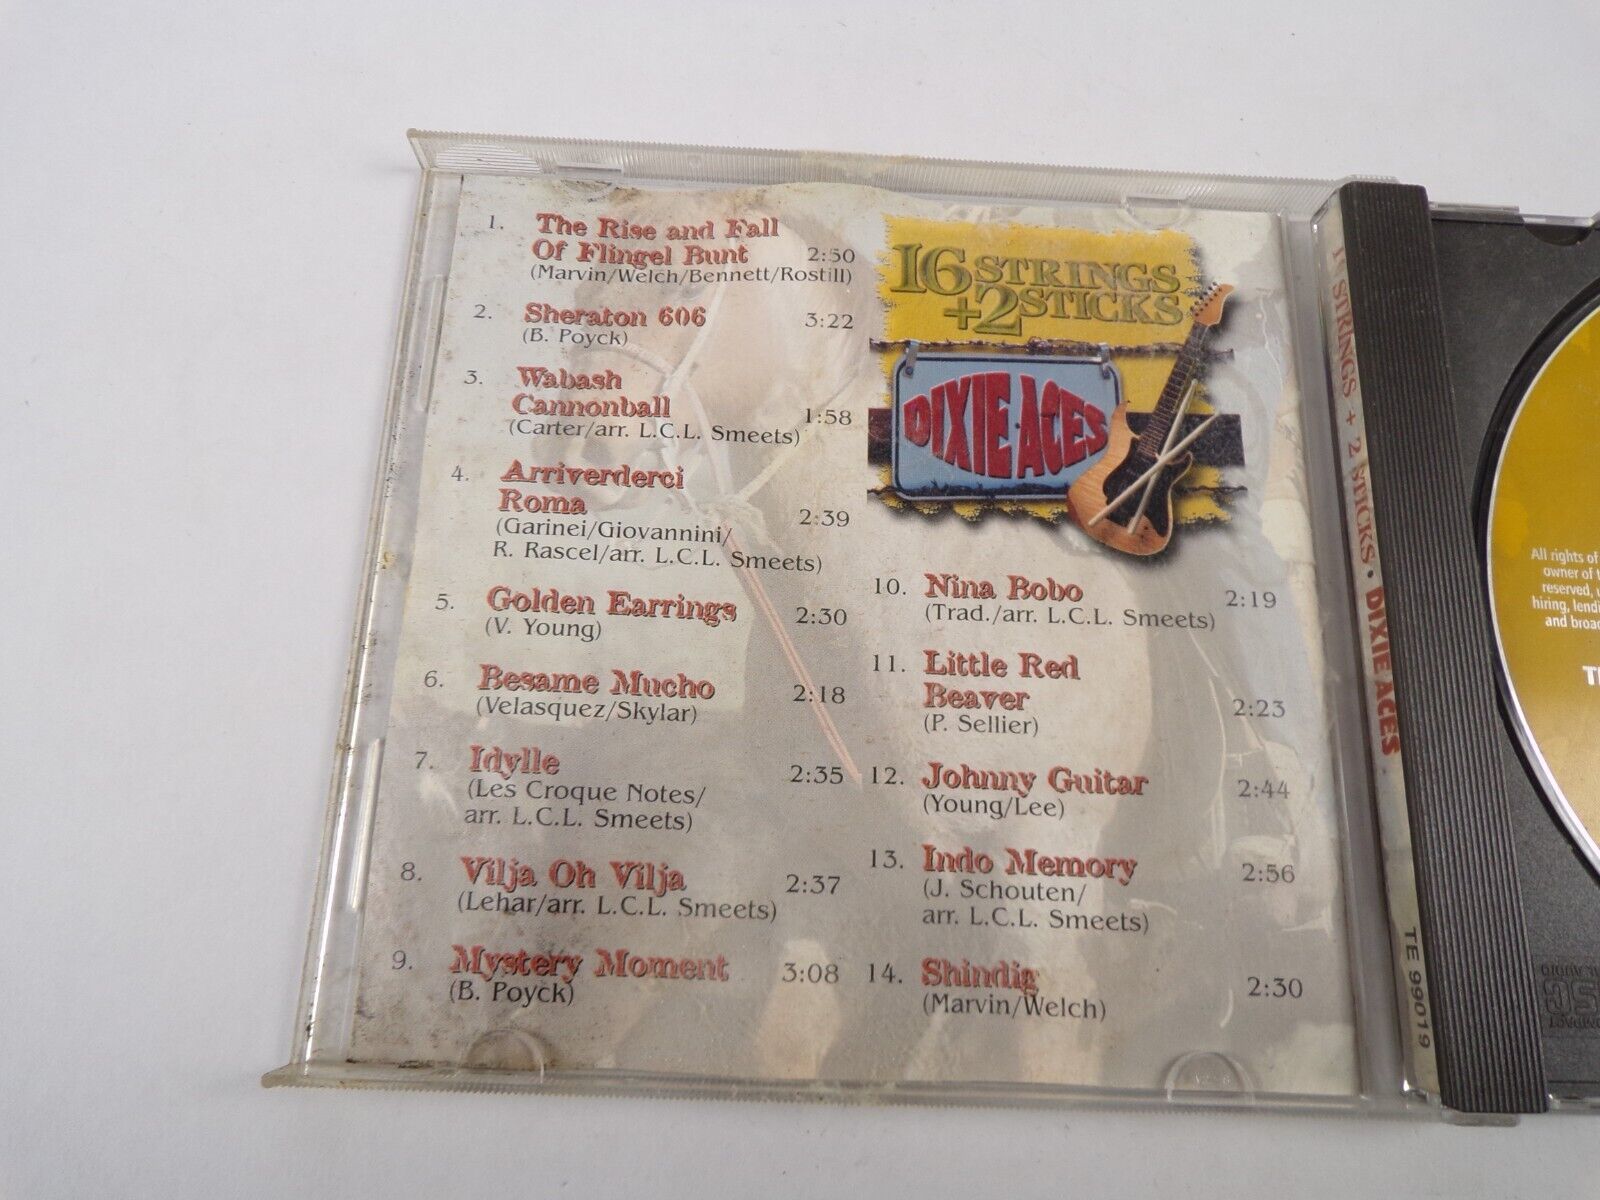 1. The Rise and Fall
Of Flingel Bunt 2:50
(Marvin/Welch/Bennett/Rostill)
2. Sheraton 606 3:22
(B. Poyck)
3. Wabash
Cannonball 1:58
(Carter/arr. L.C.L. Smeets)
4. Arriverderci
Roma 2:39
(Garinei/Giovannini/
R. Rascel/arr. L.C.L. Smeets)
5. Golden Earrings 2:30
(V. Young)
6. Besame Mucho 2:18
(Velasquez/Skylar)
7. Idylle 2:35
(Les Croque Notes/
arr. L.C.L. Smeets)
8. Vilja Oh Vilja 2:37
(Lehar/arr. L.C.L. Smeets)
9. Mystery Moment 3:08
(B. Poyck)
16 STRINGS
+2 STICKS
DIXIE ACES
10. Nina Bobo 2:19
(Trad./arr. L.C.L. Smeets)
11. Little Red
Beaver 2:23
(P. Sellier)
12. Johnny Guitar 2:44
(Young/Lee)
13. Indo Memory 2:56
(J. Schouten/
arr. L.C.L. Smeets)
14. Shindig 2:30
(Marvin/Welch)
16 STRINGS + 2 STICKS • DIXIE ACES TE 99019
All rights of
owner of
reserved,
hiring,
and